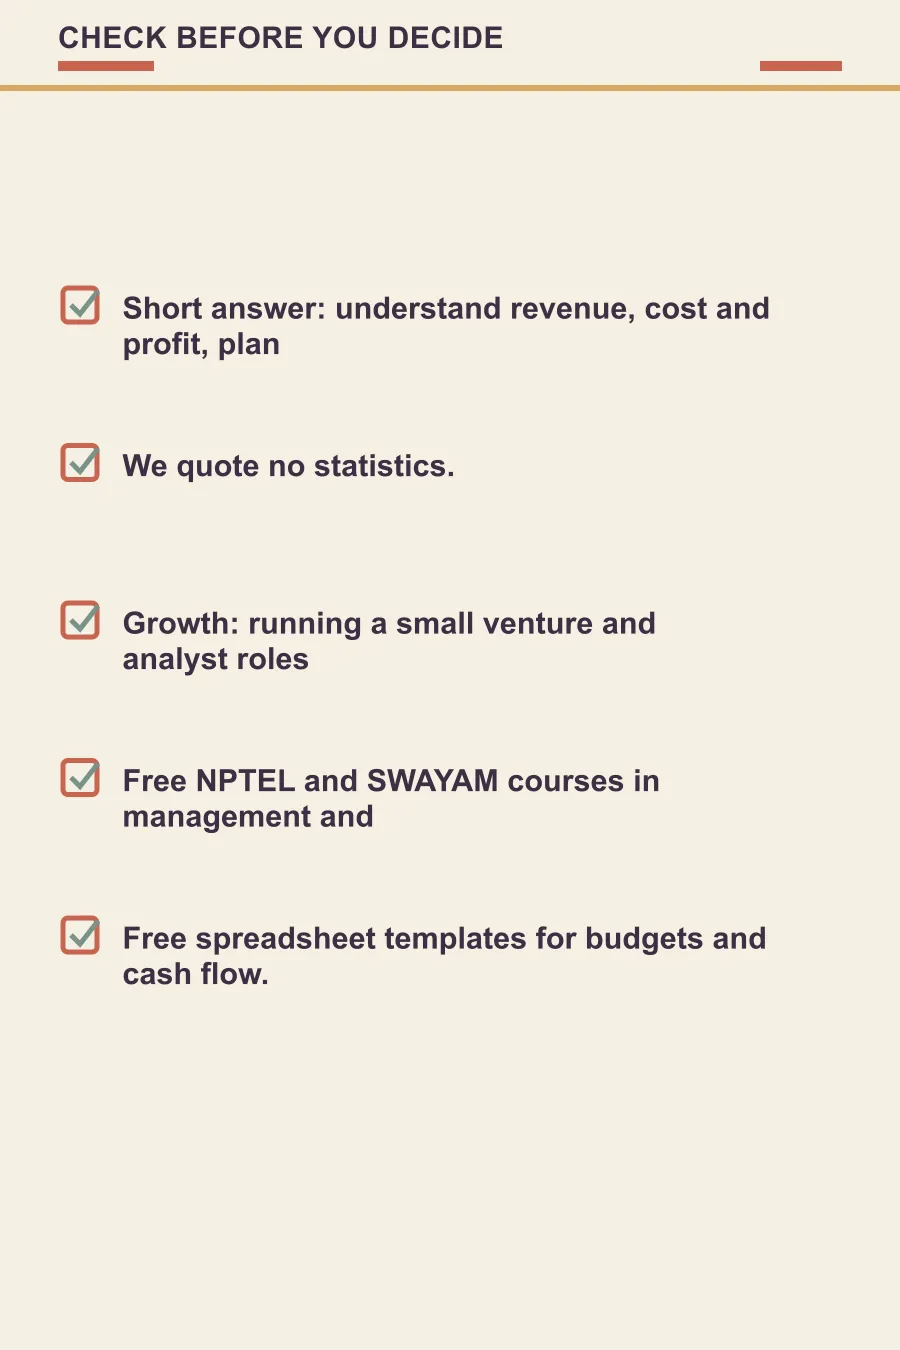 CHECK BEFORE YOU DECIDE
Short answer: understand revenue, cost and
profit, plan
We quote no statistics.
Growth: running a small venture and
analyst roles
Free NPTEL and SWAYAM courses in
management and
Free spreadsheet templates for budgets and
cash flow.